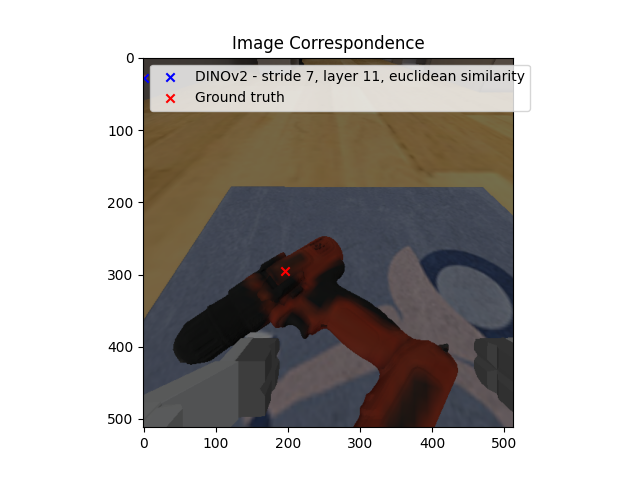 Image Correspondence
DINOv2 - stride 7, layer 11, euclidean similarity
Ground truth
0
100
200
300
400
500
0 100 200 300 400 500